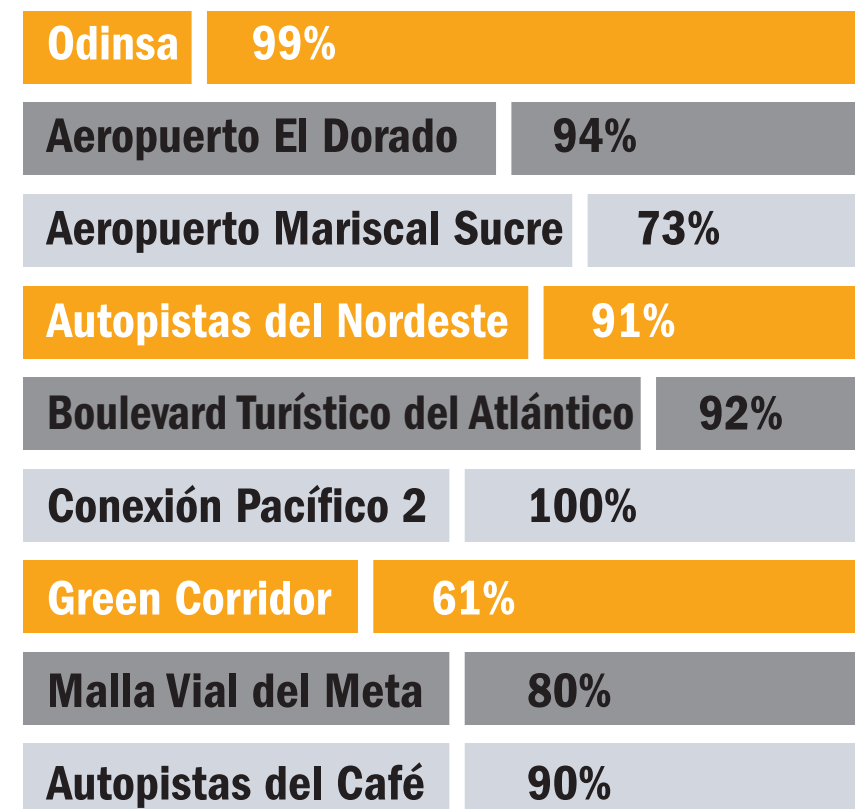 Odinsa 99%
Aeropuerto El Dorado 94%
Aeropuerto Mariscal Sucre 73%
Autopistas del Nordeste 91%
Boulevard Turístico del Atlántico 92%
Conexión Pacífico 2 100%
Green Corridor 61%
Malla Vial del Meta 80%
Autopistas del Café 90%